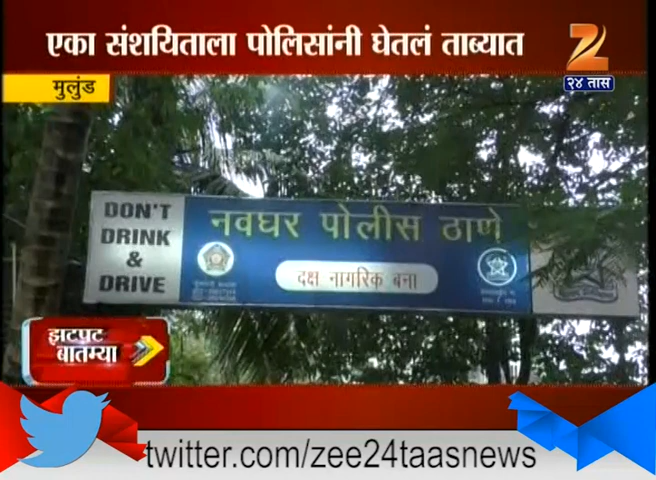 एका संशयिताला पोलिसांनी घेतलं ताब्यात
२४ तास
मुलुंड
DON'T
DRINK
&
DRIVE
नवघर पोलीस ठाणे
दक्ष नागरिक बना
झटपट
बातम्या
twitter.com/zee24taasnews